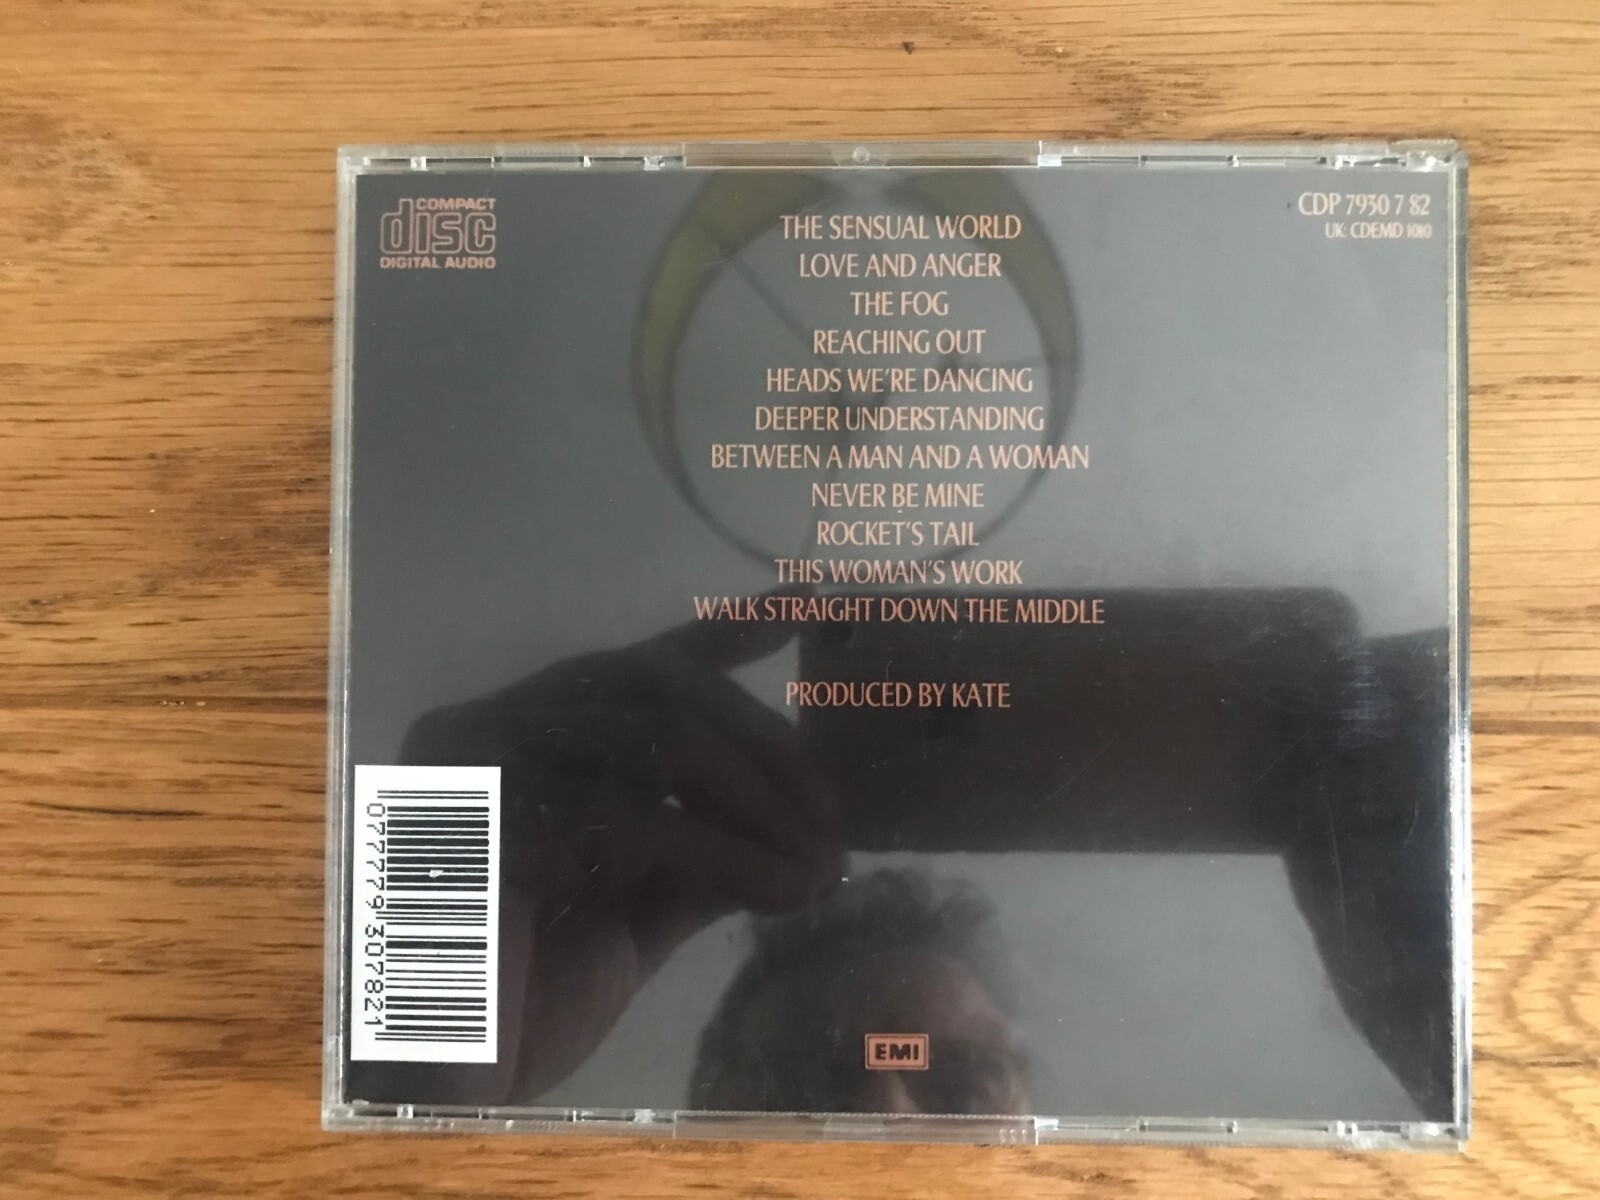 COMPACT
disc
DIGITAL AUDIO
CDP 7930 7 82
UK: CDEMD 1010
THE SENSUAL WORLD
LOVE AND ANGER
THE FOG
REACHING OUT
HEADS WE'RE DANCING
DEEPER UNDERSTANDING
BETWEEN A MAN AND A WOMAN
NEVER BE MINE
ROCKET'S TAIL
THIS WOMAN'S WORK
WALK STRAIGHT DOWN THE MIDDLE
PRODUCED BY KATE
077779 307821
EMI